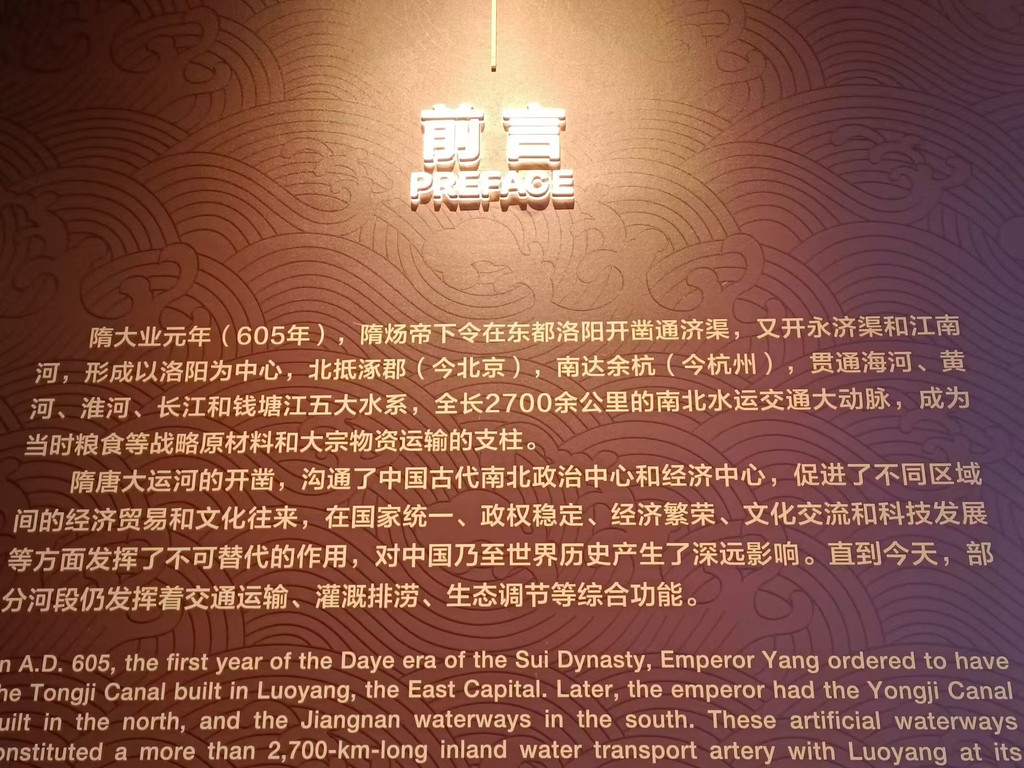 前言
PREFACE
隋大业元年（605年），隋炀帝下令在东都洛阳开凿通济渠，又开永济渠和江南
河，形成以洛阳为中心，北抵涿郡（今北京），南达余杭（今杭州），贯通海河、黄
河、淮河、长江和钱塘江五大水系，全长2700余公里的南北水运交通大动脉，成为
当时粮食等战略原材料和大宗物资运输的支柱。
隋唐大运河的开凿，沟通了中国古代南北政治中心和经济中心，促进了不同区域
间的经济贸易和文化往来，在国家统一、政权稳定、经济繁荣、文化交流和科技发展
等方面发挥了不可替代的作用，对中国乃至世界历史产生了深远影响。直到今天，部
分河段仍发挥着交通运输、灌溉排涝、生态调节等综合功能。
n A.D. 605, the first year of the Daye era of the Sui Dynasty, Emperor Yang ordered to have
he Tongji Canal built in Luoyang, the East Capital. Later, the emperor had the Yongji Canal
uilt in the north, and the Jiangnan waterways in the south. These artificial waterways
onstituted a more than 2,700-km-long inland water transport artery with Luoyang at its